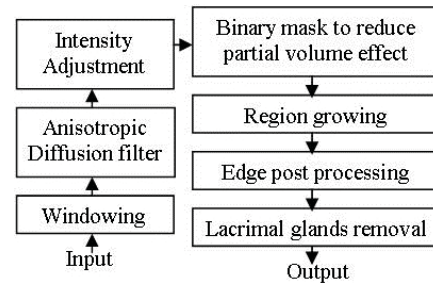 Intensity
Adjustment
Anisotropic
Diffusion filter
Windowing
Input
Binary mask to reduce
partial volume effect
Region growing
Edge post processing
Lacrimal glands removal
Output